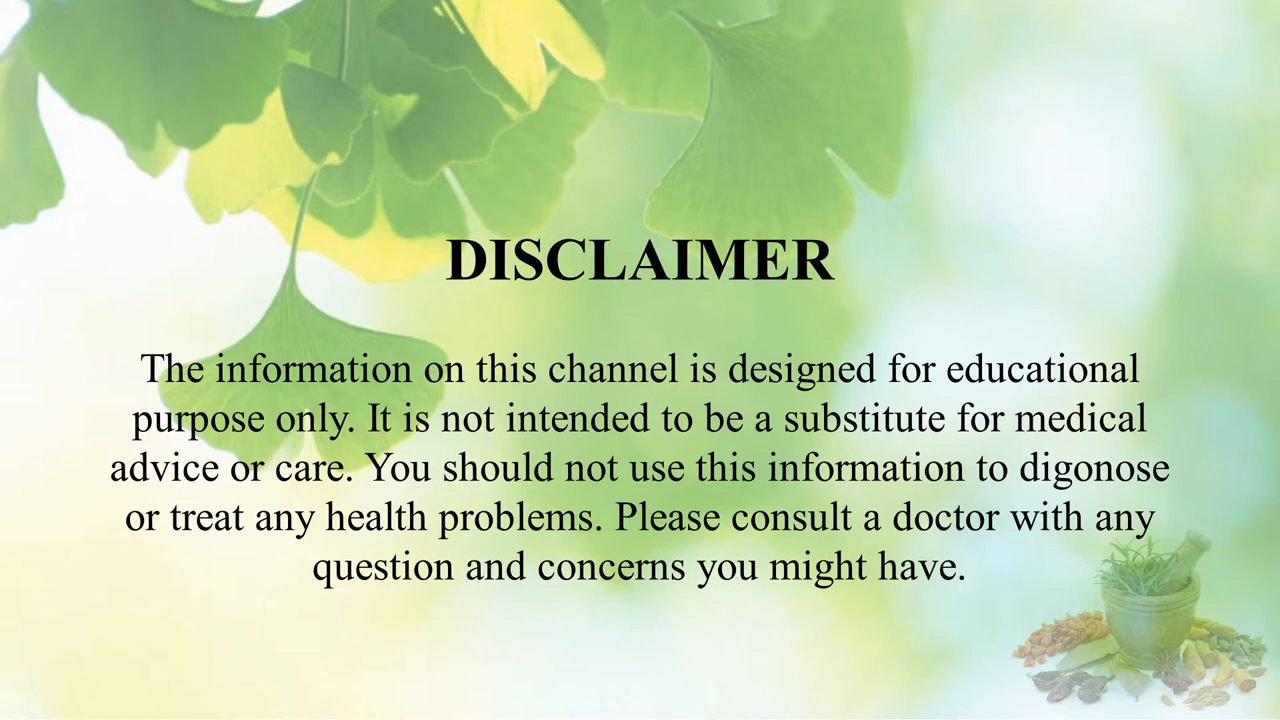 DISCLAIMER
The information on this channel is designed for educational
purpose only. It is not intended to be a substitute for medical
advice or care. You should not use this information to digonose
or treat any health problems. Please consult a doctor with any
question and concerns you might have.